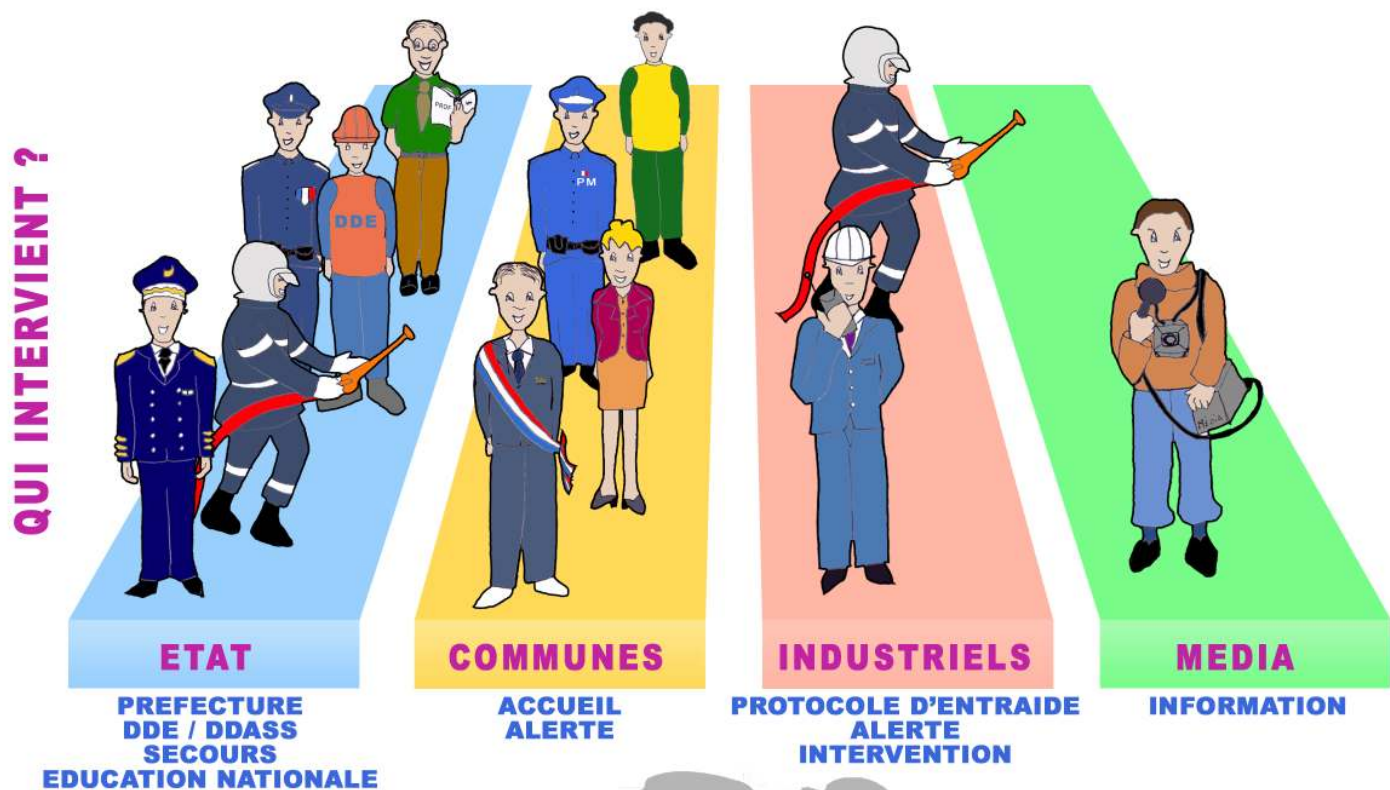 QUI INTERVIENT ?
PROF
DDE
PM
MEDIA
ETAT
PREFECTURE
DDE / DDASS
SECOURS
EDUCATION NATIONALE
COMMUNES
ACCUEIL
ALERTE
INDUSTRIELS
PROTOCOLE D'ENTRAIDE
ALERTE
INTERVENTION
MEDIA
INFORMATION